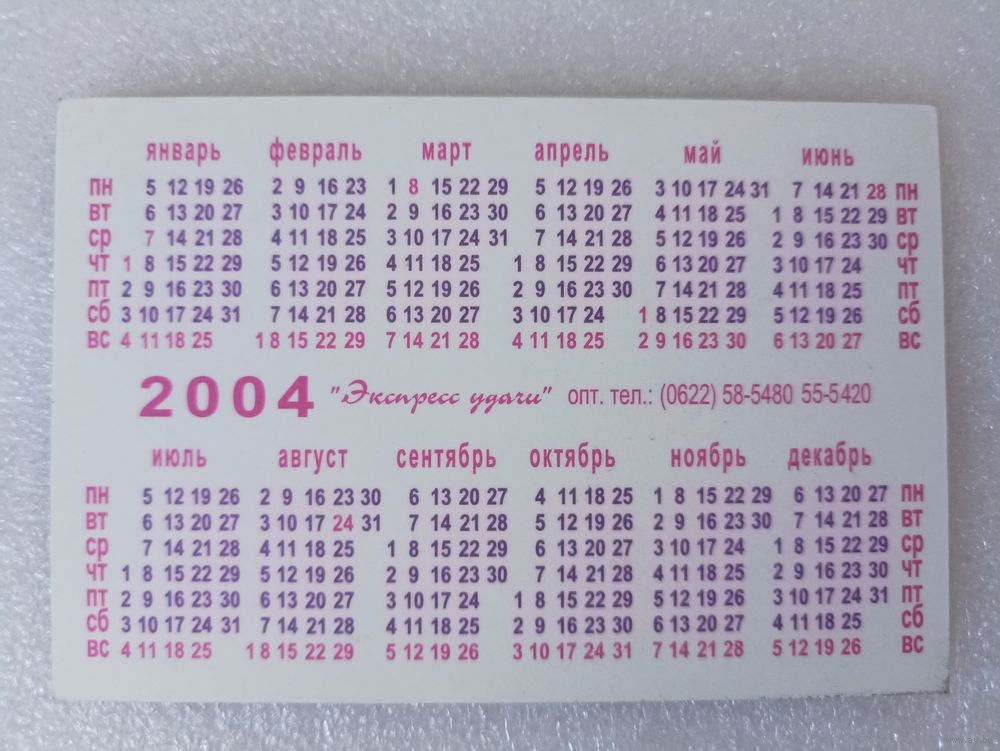 январь февраль март апрель май июнь
пн 5 12 19 26 2 9 16 23 1 8 15 22 29 5 12 19 26 3 10 17 24 31 7 14 21 28 пн
вт 6 13 20 27 3 10 17 24 2 9 16 23 30 6 13 20 27 4 11 18 25 1 8 15 22 29 вт
ср 7 14 21 28 4 11 18 25 3 10 17 24 31 7 14 21 28 5 12 19 26 2 9 16 23 30 ср
чт 1 8 15 22 29 5 12 19 26 4 11 18 25 1 8 15 22 29 6 13 20 27 3 10 17 24 чт
пт 2 9 16 23 30 6 13 20 27 5 12 19 26 2 9 16 23 30 7 14 21 28 4 11 18 25 пт
сб 3 10 17 24 31 7 14 21 28 6 13 20 27 3 10 17 24 1 8 15 22 29 5 12 19 26 сб
вс 4 11 18 25 1 8 15 22 29 7 14 21 28 4 11 18 25 2 9 16 23 30 6 13 20 27 вс
2004 "Экспресс удачи" опт. тел.: (0622) 58-5480 55-5420
июль август сентябрь октябрь ноябрь декабрь
пн 5 12 19 26 2 9 16 23 30 6 13 20 27 4 11 18 25 1 8 15 22 29 6 13 20 27 пн
вт 6 13 20 27 3 10 17 24 31 7 14 21 28 5 12 19 26 2 9 16 23 30 7 14 21 28 вт
ср 7 14 21 28 4 11 18 25 1 8 15 22 29 6 13 20 27 3 10 17 24 1 8 15 22 29 ср
чт 1 8 15 22 29 5 12 19 26 2 9 16 23 30 7 14 21 28 4 11 18 25 2 9 16 23 30 чт
пт 2 9 16 23 30 6 13 20 27 3 10 17 24 1 8 15 22 29 5 12 19 26 3 10 17 24 31 пт
сб 3 10 17 24 31 7 14 21 28 4 11 18 25 2 9 16 23 30 6 13 20 27 4 11 18 25 сб
вс 4 11 18 25 1 8 15 22 29 5 12 19 26 3 10 17 24 31 7 14 21 28 5 12 19 26 вс